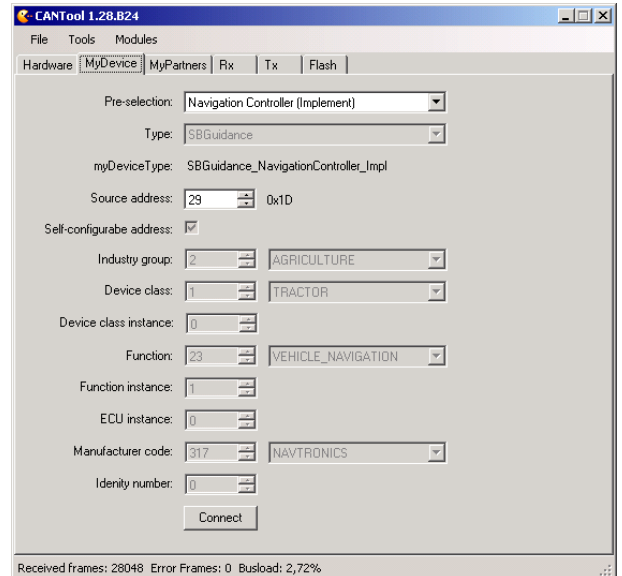 CANTool 1.28.B24
File Tools Modules
Hardware MyDevice MyPartners Rx Tx Flash
Pre-selection: Navigation Controller (Implement)
Type: SBGuidance
myDeviceType: SBGuidance_NavigationController_Impl
Source address: 29 0x1D
Self-configurabe address:
Industry group: 2 AGRICULTURE
Device class: 1 TRACTOR
Device class instance: 0
Function: 23 VEHICLE_NAVIGATION
Function instance: 1
ECU instance: 0
Manufacturer code: 317 NAVTRONICS
Idenity number: 0
Connect
Received frames: 28048 Error Frames: 0 Busload: 2,72%